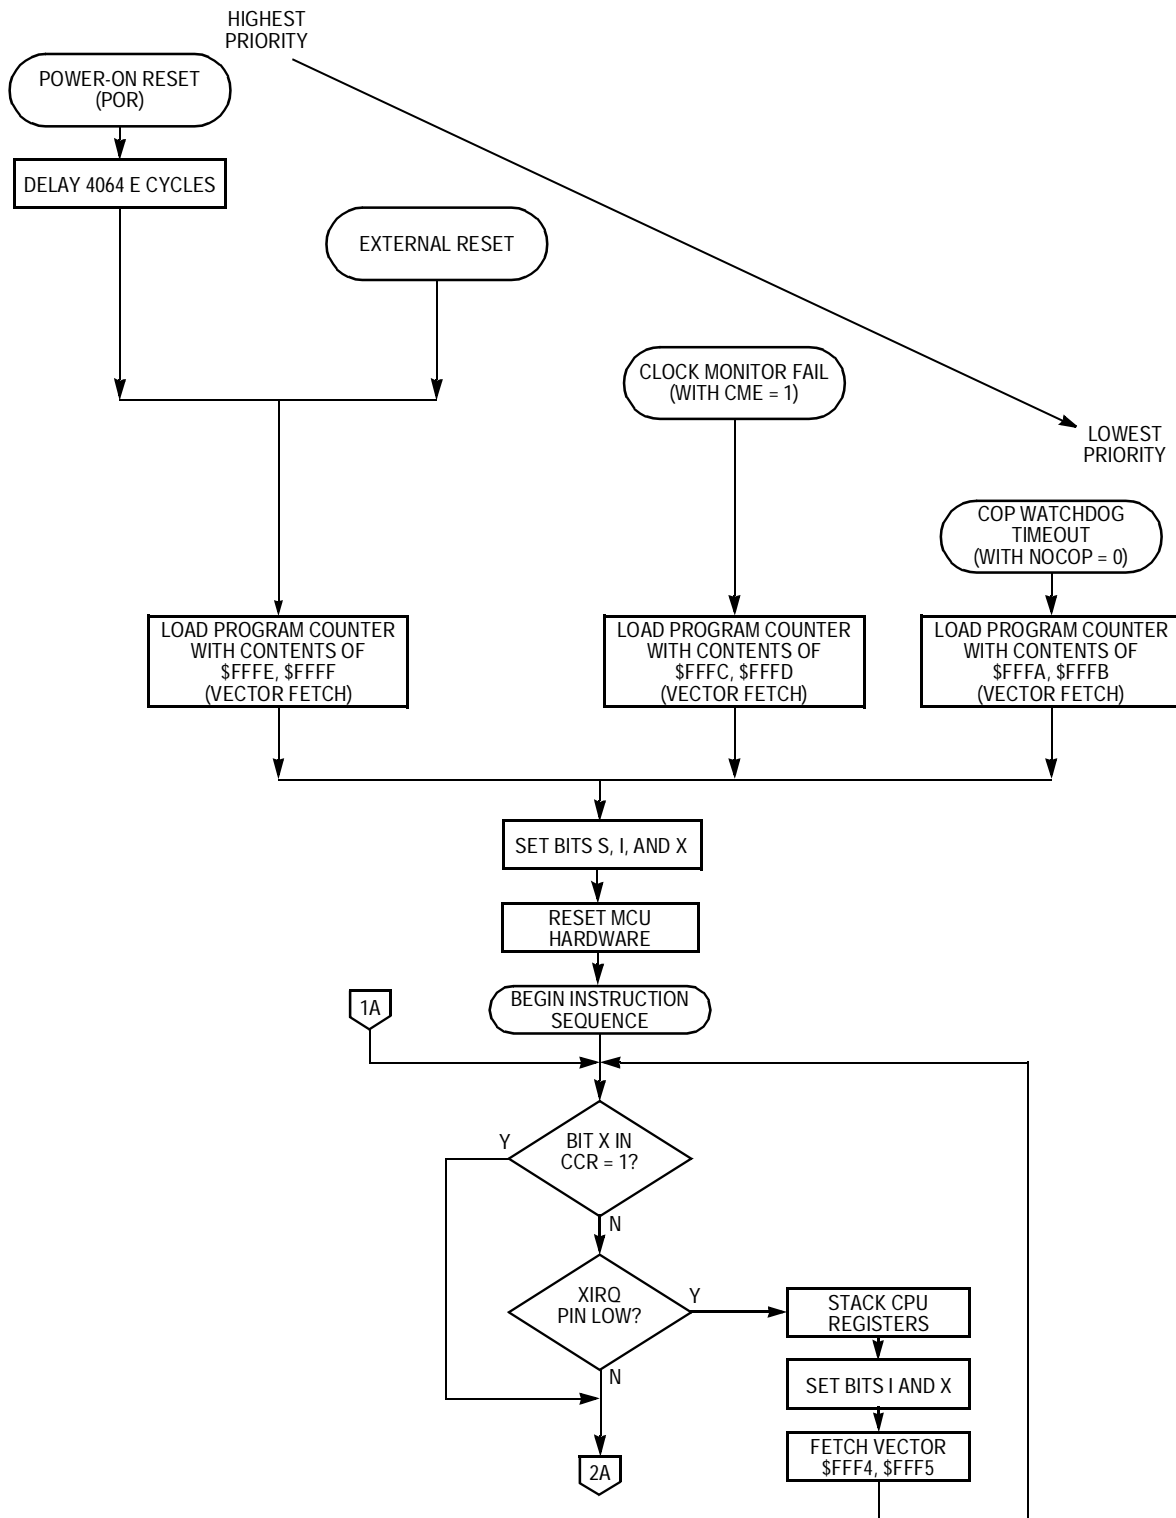 HIGHEST
PRIORITY
POWER-ON RESET
(POR)
DELAY 4064 E CYCLES
EXTERNAL RESET
CLOCK MONITOR FAIL
(WITH CME = 1)
LOWEST
PRIORITY
COP WATCHDOG
TIMEOUT
(WITH NOCOP = 0)
LOAD PROGRAM COUNTER
WITH CONTENTS OF
$FFFE, $FFFF
(VECTOR FETCH)
LOAD PROGRAM COUNTER
WITH CONTENTS OF
$FFFC, $FFFD
(VECTOR FETCH)
LOAD PROGRAM COUNTER
WITH CONTENTS OF
$FFFA, $FFFB
(VECTOR FETCH)
SET BITS S, I, AND X
RESET MCU
HARDWARE
1A
BEGIN INSTRUCTION
SEQUENCE
Y
BIT X IN
CCR = 1?
N
XIRQ
PIN LOW?
Y
STACK CPU
REGISTERS
N
SET BITS I AND X
FETCH VECTOR
$FFF4, $FFF5
2A